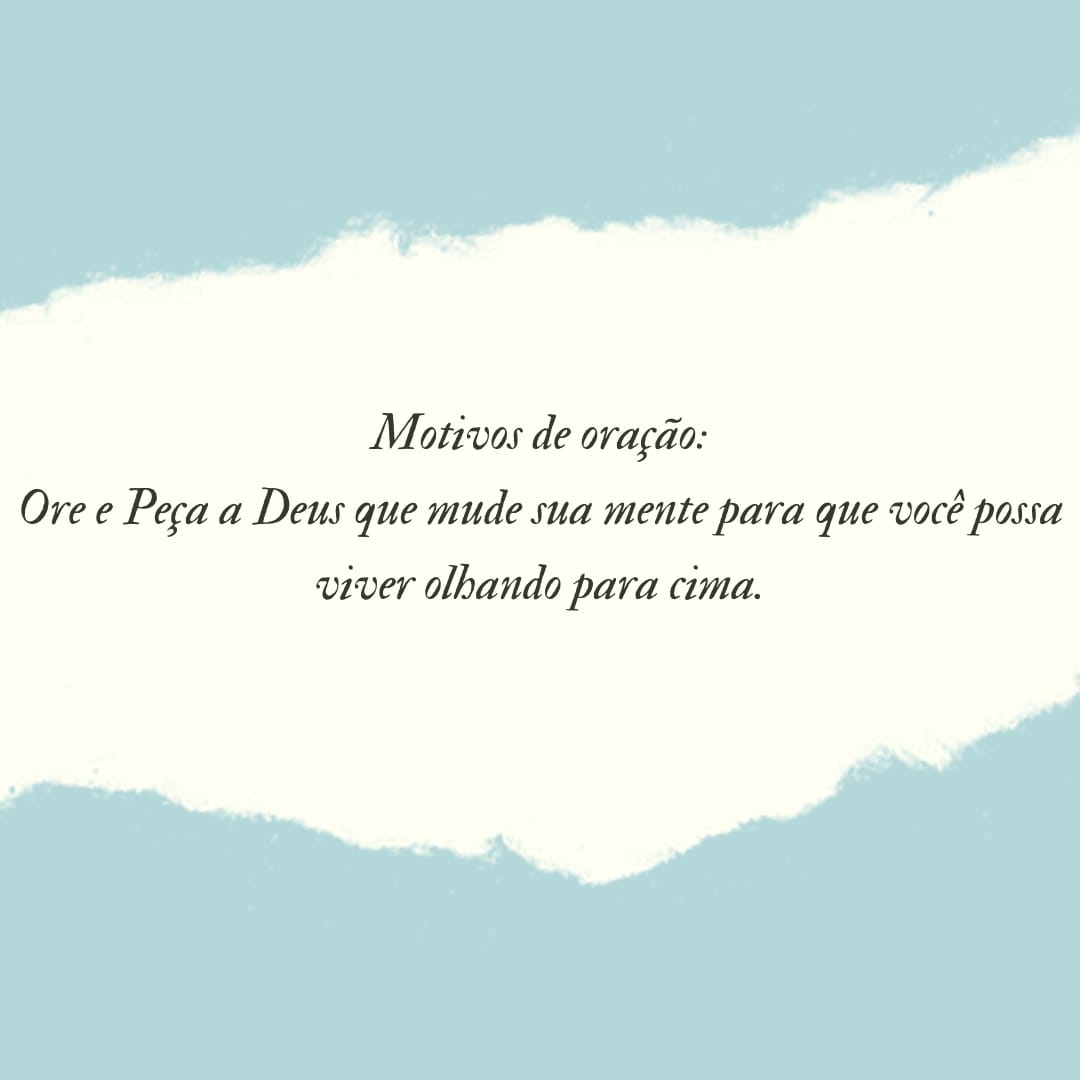 Motivos de oração:
Ore e Peça a Deus que mude sua mente para que você possa
viver olhando para cima.